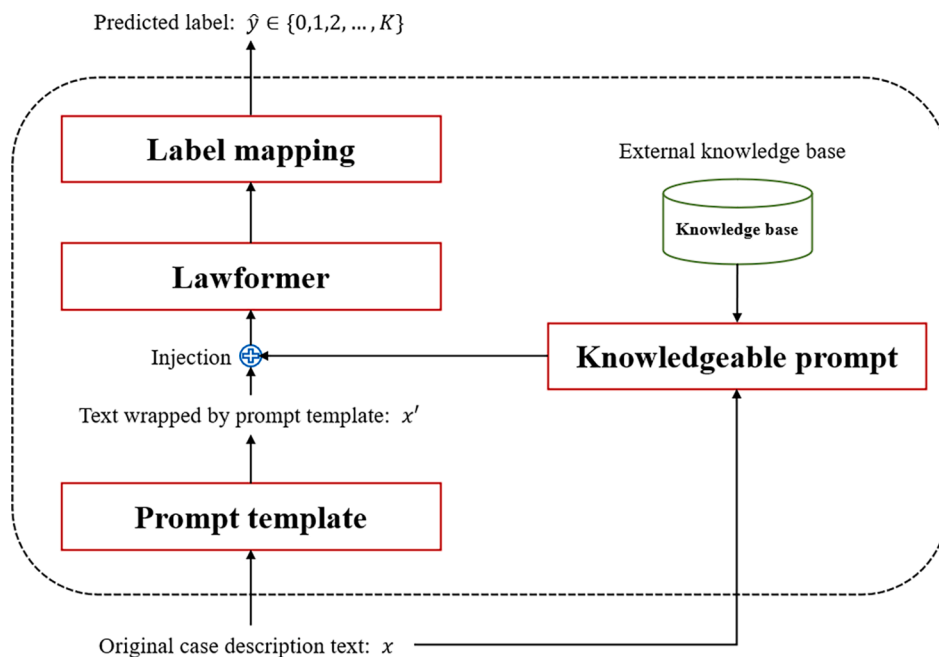 Predicted label: ŷ ∈ {0,1,2, … , K}
Label mapping
External knowledge base
Knowledge base
Lawformer
Injection
Knowledgeable prompt
Text wrapped by prompt template: x′
Prompt template
Original case description text: x